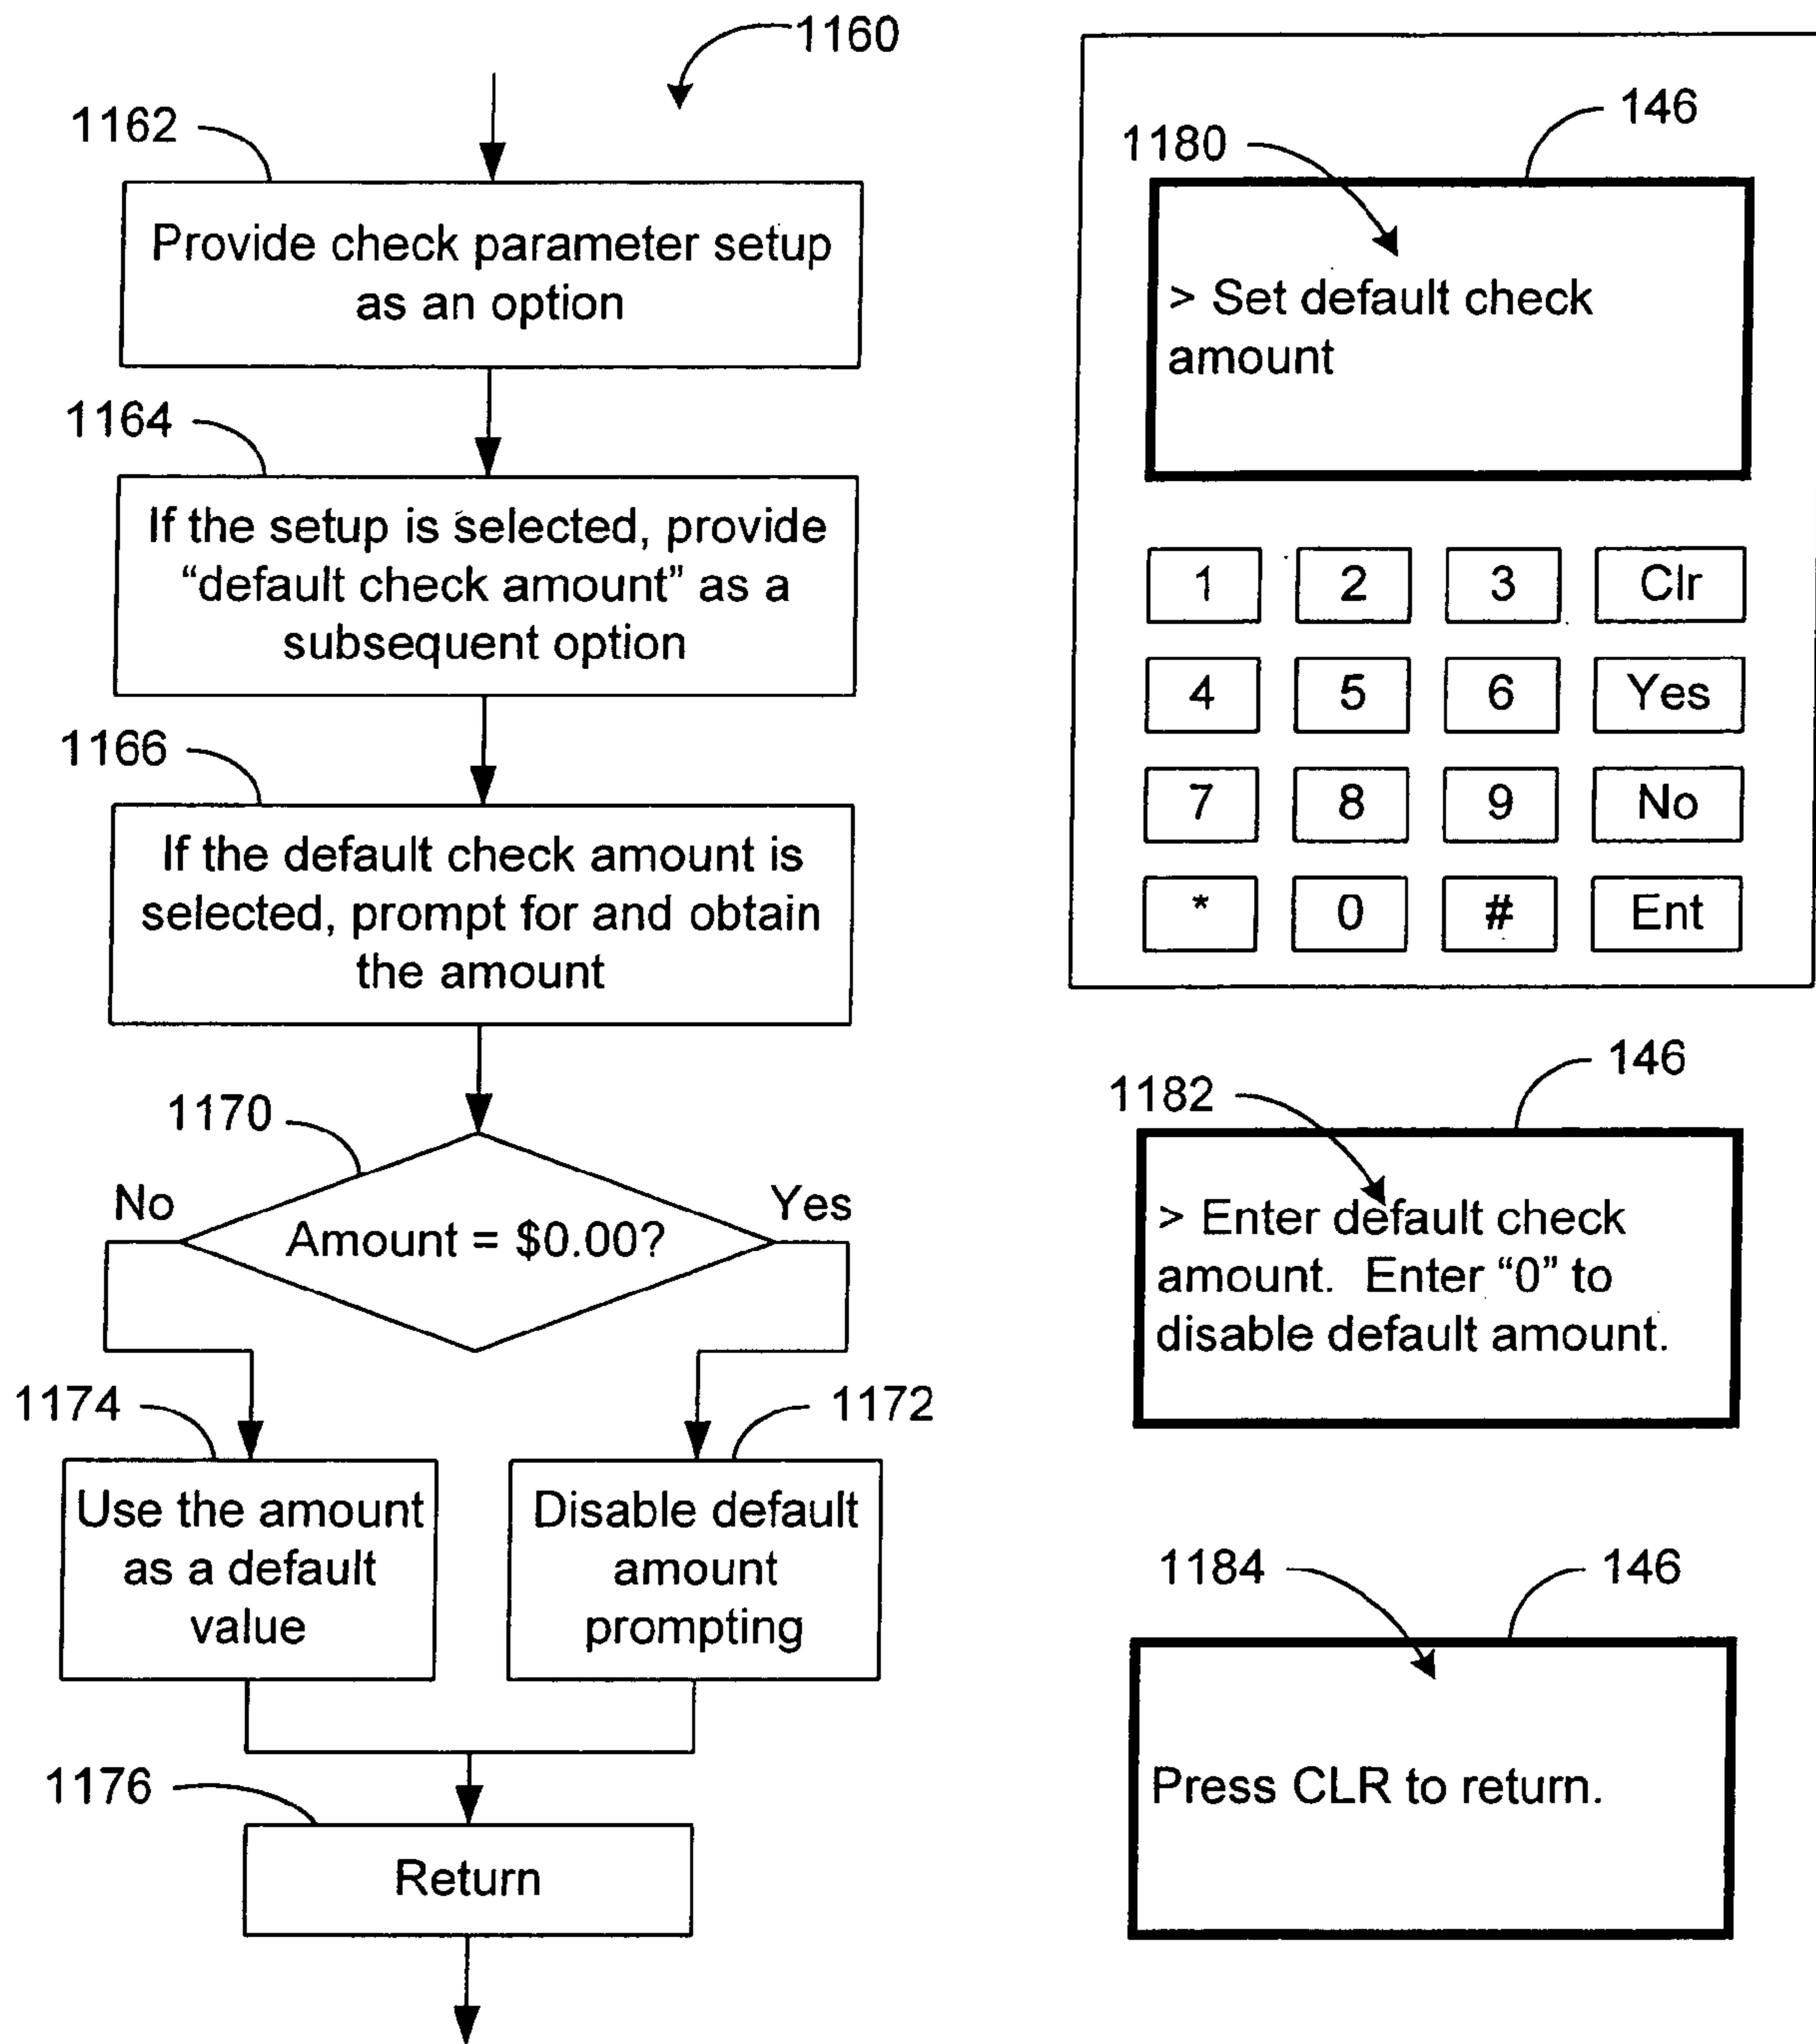 1160
1162
Provide check parameter setup
as an option
1164
If the setup is selected, provide
“default check amount” as a
subsequent option
1166
If the default check amount is
selected, prompt for and obtain
the amount
1170
No
Amount = $0.00?
Yes
1174
Use the amount
as a default
value
1172
Disable default
amount
prompting
1176
Return
1180
146
> Set default check
amount
1 2 3 Clr
4 5 6 Yes
7 8 9 No
* 0 # Ent
1182
146
> Enter default check
amount. Enter “0” to
disable default amount.
1184
146
Press CLR to return.